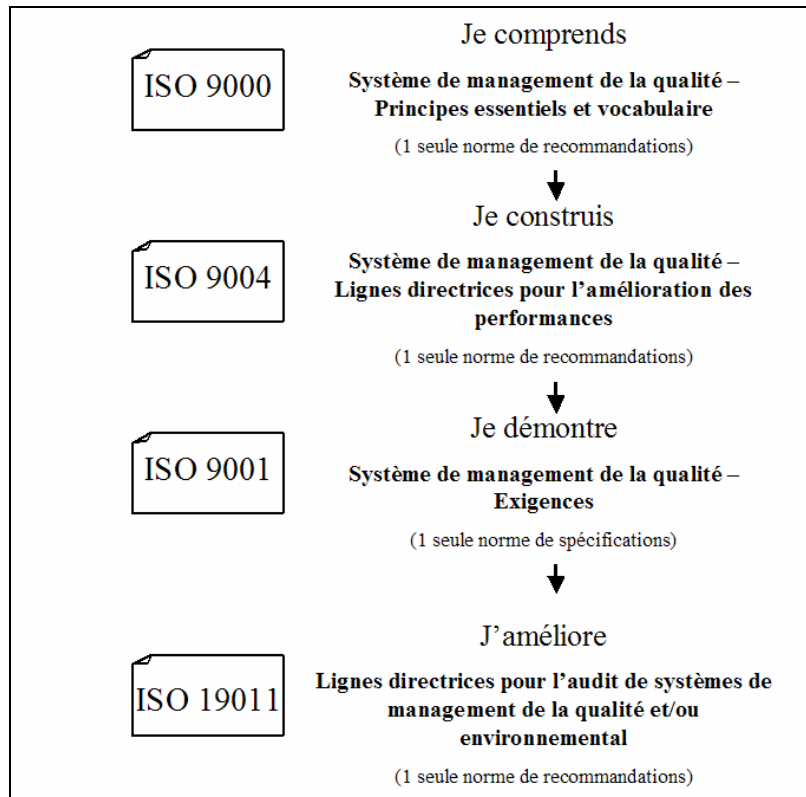 Je comprends
ISO 9000
Système de management de la qualité –
Principes essentiels et vocabulaire
(1 seule norme de recommandations)
Je construis
ISO 9004
Système de management de la qualité –
Lignes directrices pour l’amélioration des
performances
(1 seule norme de recommandations)
Je démontre
ISO 9001
Système de management de la qualité –
Exigences
(1 seule norme de spécifications)
J’améliore
ISO 19011
Lignes directrices pour l’audit de systèmes de
management de la qualité et/ou
environnemental
(1 seule norme de recommandations)